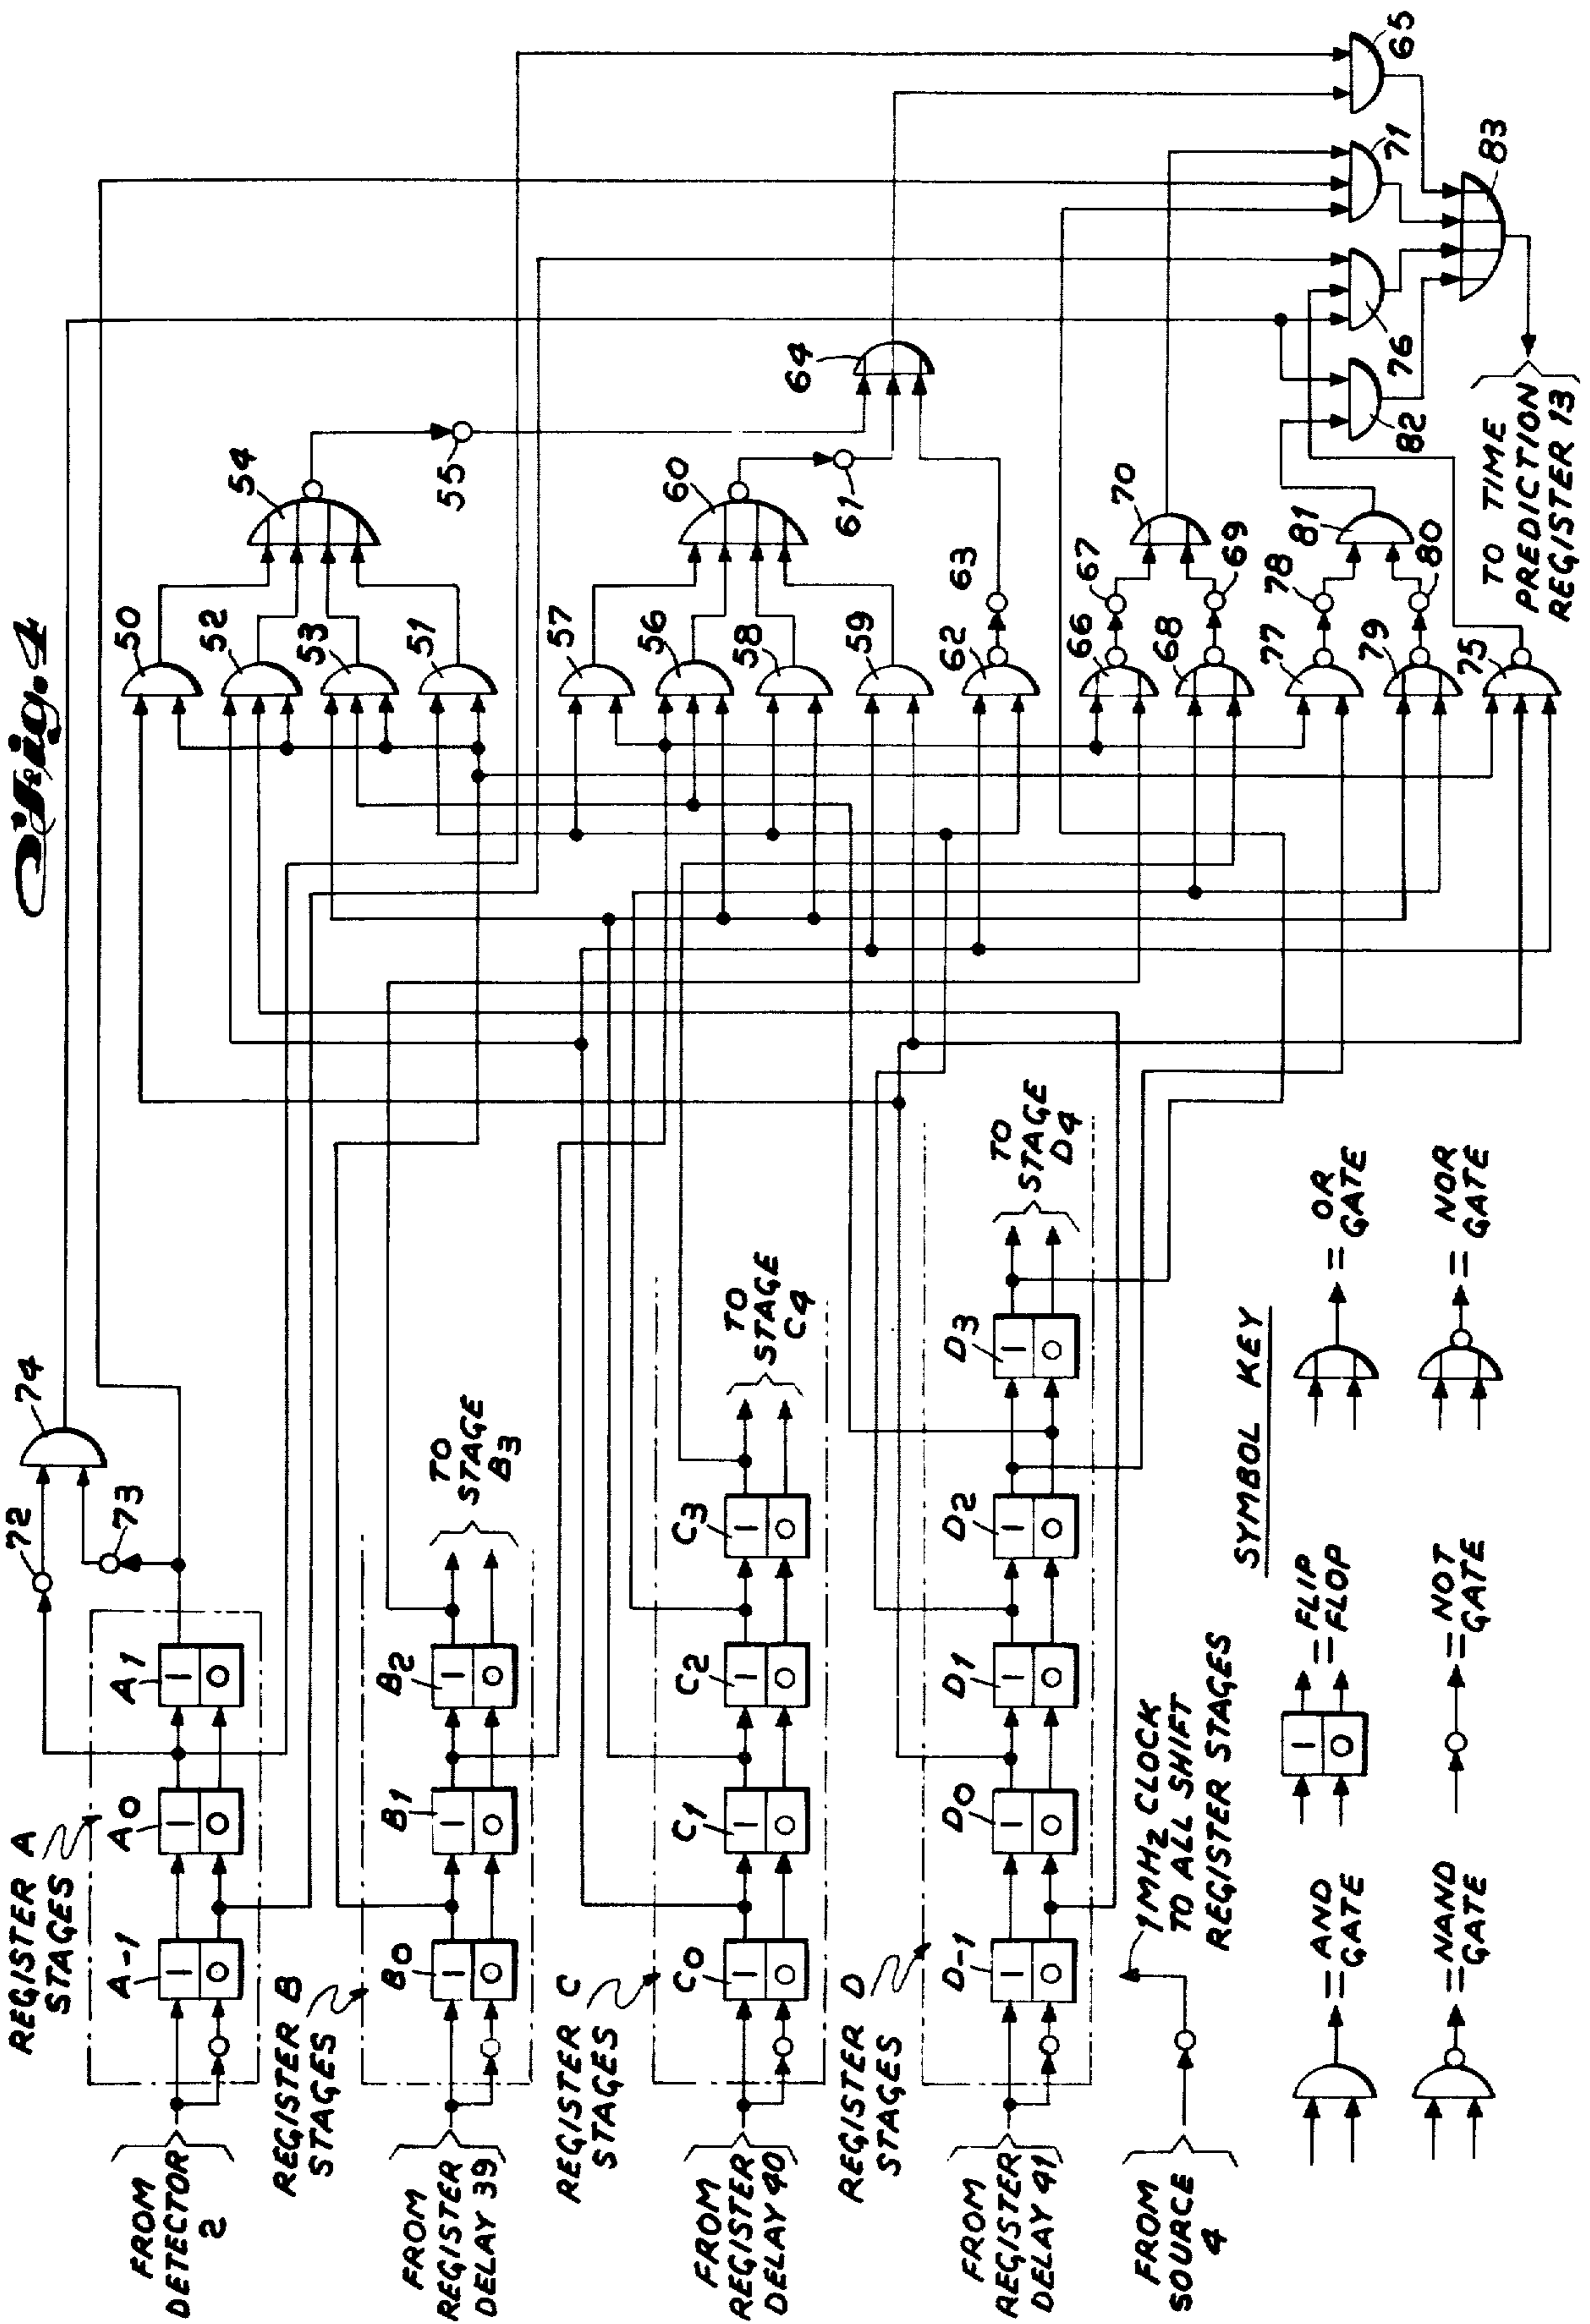 Fig. 4
REGISTER A
STAGES
A-1
A0
A1
72
73
74
FROM
DETECTOR
2
REGISTER B
STAGES
B0
B1
B2
TO
STAGE
B3
FROM
REGISTER
DELAY 39
REGISTER C
STAGES
C0
C1
C2
C3
TO
STAGE
C4
FROM
REGISTER
DELAY 40
REGISTER D
STAGES
D-1
D0
D1
D2
D3
TO
STAGE
D4
FROM
REGISTER
DELAY 41
FROM
SOURCE
4
1 MHz CLOCK
TO ALL SHIFT
REGISTER STAGES
50
52
53
51
54
55
57
56
58
59
60
61
62
63
64
66
67
68
69
70
77
78
79
80
81
75
82
76
71
65
83
TO TIME
PREDICTION
REGISTER 13
SYMBOL KEY
= AND
GATE
= FLIP
= FLOP
= OR
GATE
= NAND
GATE
= NOT
GATE
= NOR
GATE